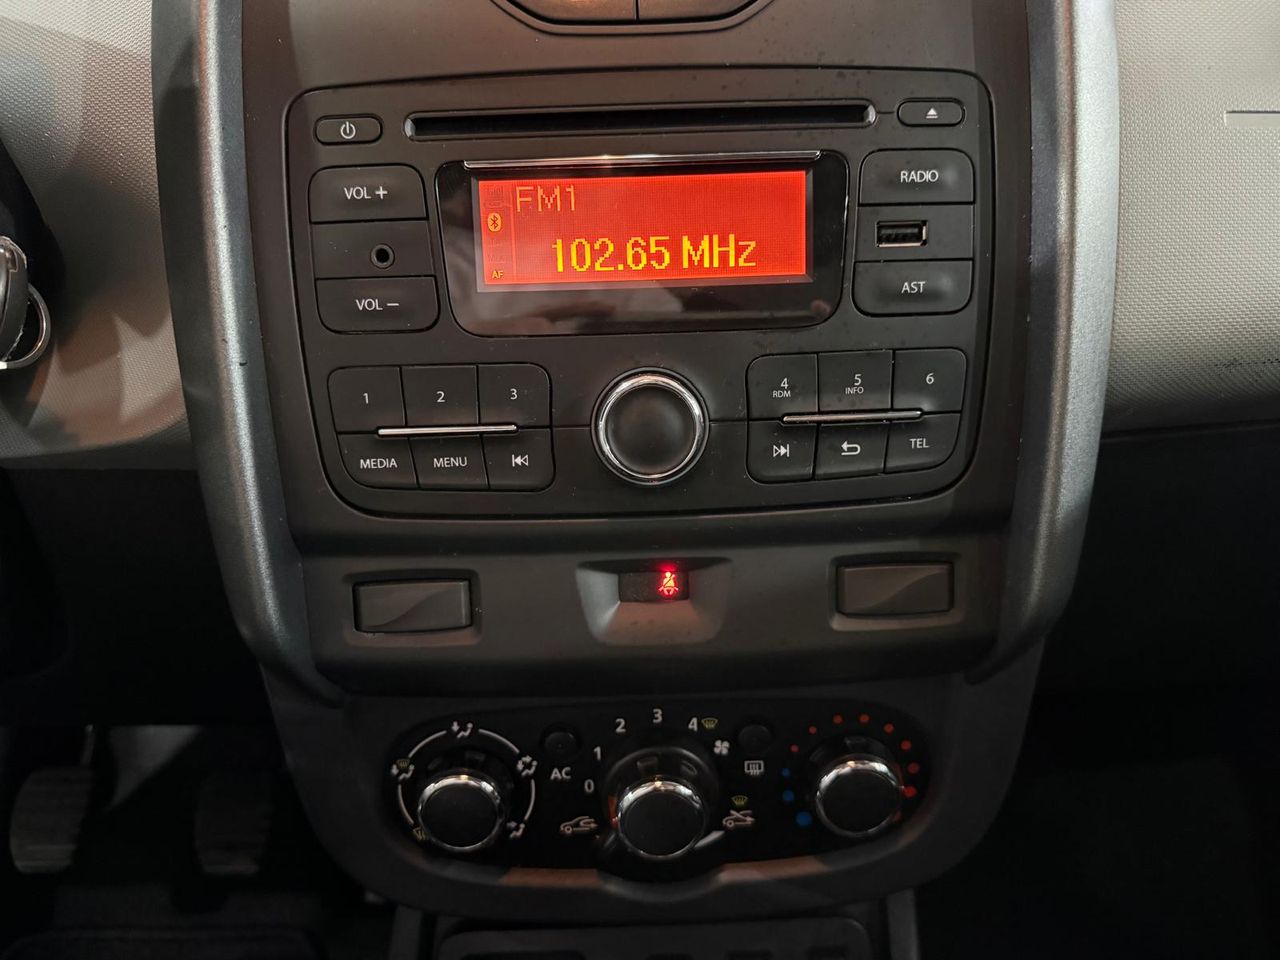 VOL +
RADIO
FM1
102.65 MHz
AF
VOL −
AST
1
2
3
4
RDM
5
INFO
6
MEDIA
MENU
TEL
AC
0
1
2
3
4